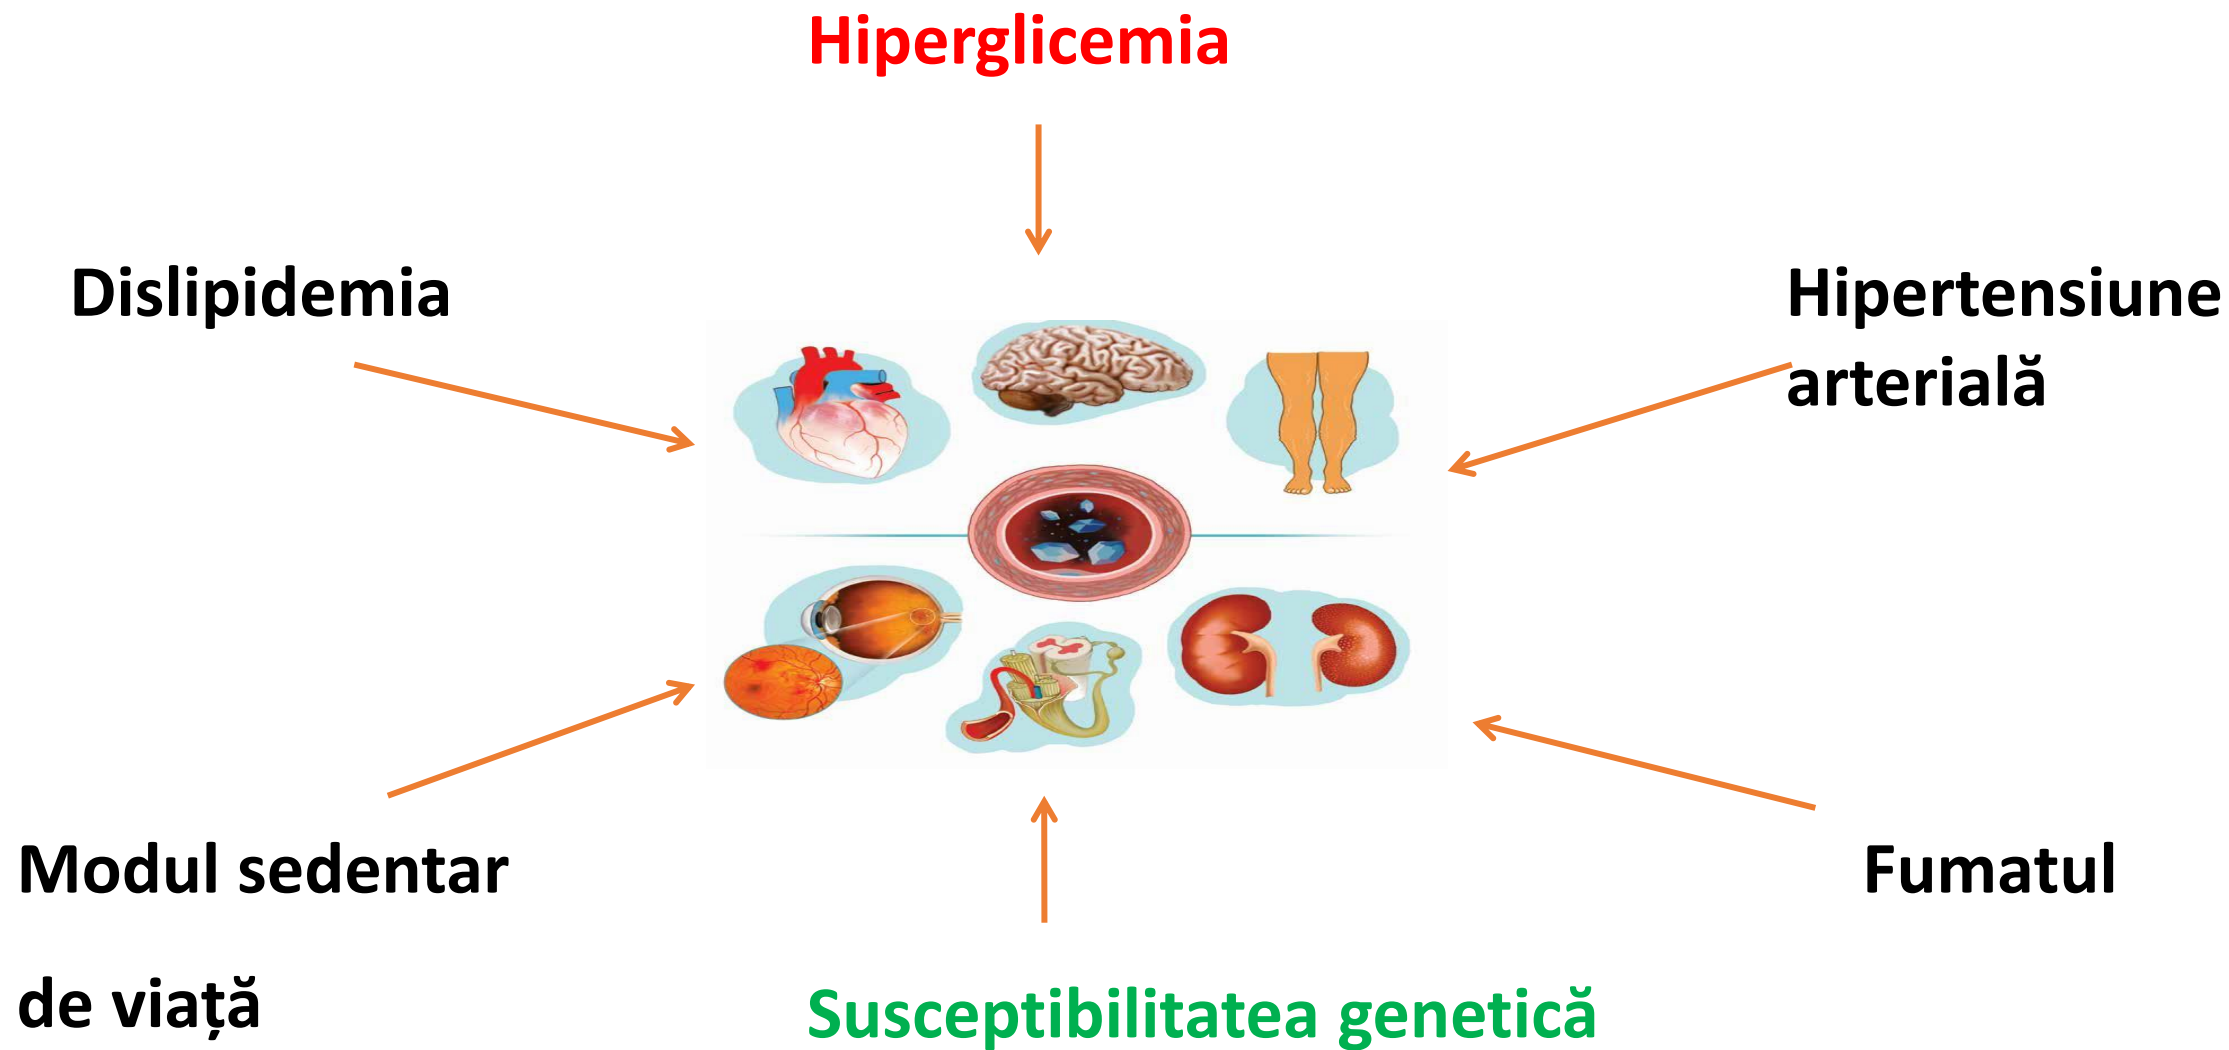 Hiperglicemia
Dislipidemia
Hipertensiune
arterială
Modul sedentar
de viață
Fumatul
Susceptibilitatea genetică